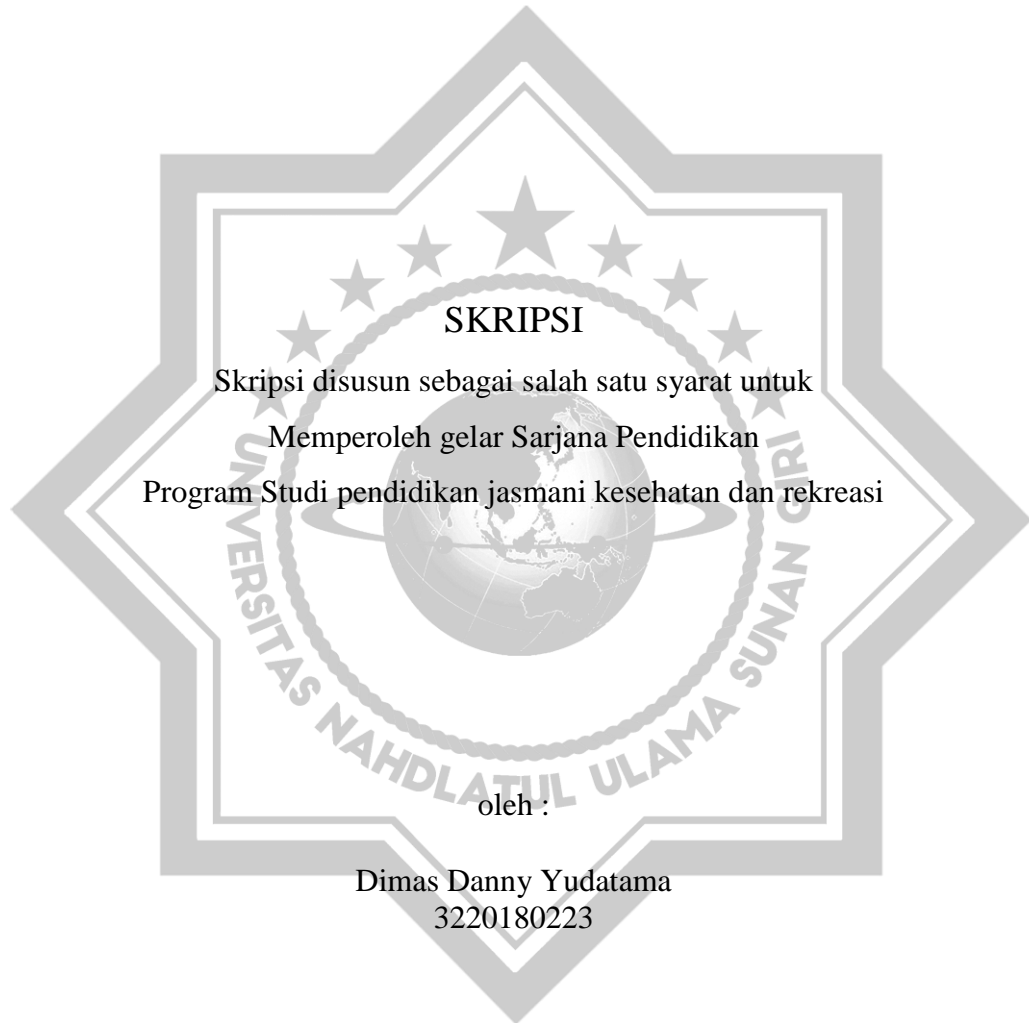 SKRIPSI
Skripsi disusun sebagai salah satu syarat untuk
Memperoleh gelar Sarjana Pendidikan
Program Studi pendidikan jasmani kesehatan dan rekreasi
UNIVERSITAS NAHDLATUL ULAMA SUNAN GIRI
oleh :
Dimas Danny Yudatama
3220180223